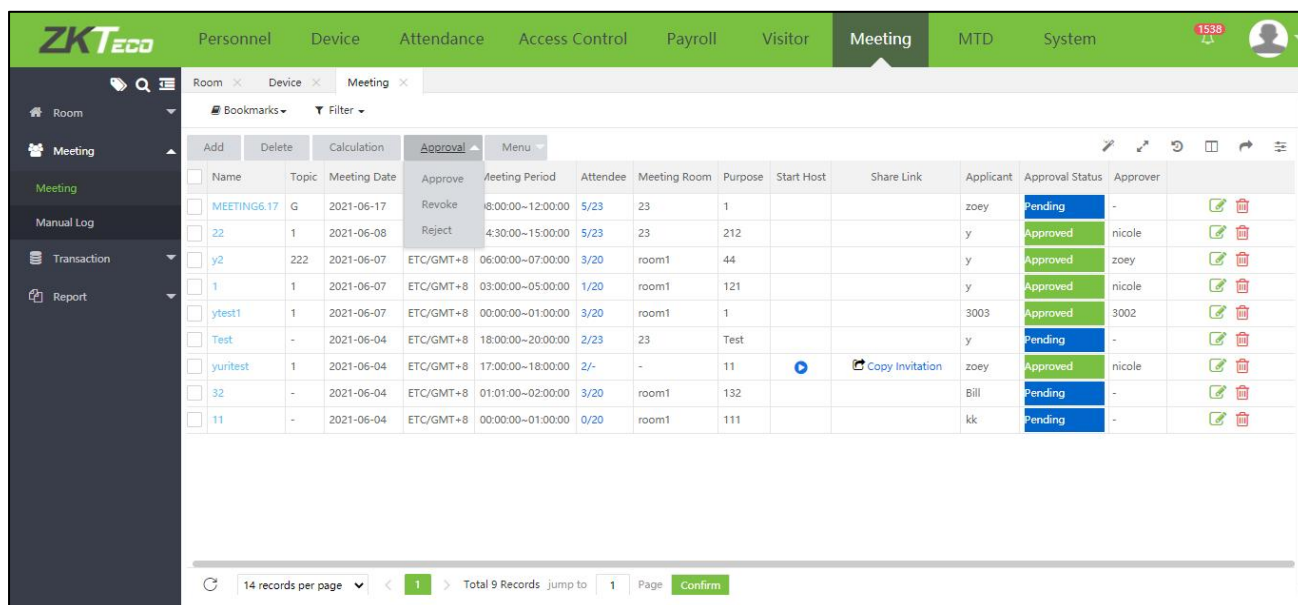 ZKTeco Personnel Device Attendance Access Control Payroll Visitor Meeting MTD System 1538
Room Device Meeting
Bookmarks Filter
Room
Meeting
Meeting
Manual Log
Transaction
Report
Add Delete Calculation Approval Menu
Approve
Revoke
Reject
Name Topic Meeting Date Meeting Period Attendee Meeting Room Purpose Start Host Share Link Applicant Approval Status Approver
MEETING6.17 G 2021-06-17 08:00:00~12:00:00 5/23 23 1 zoey Pending -
22 1 2021-06-08 4:30:00~15:00:00 5/23 23 212 y Approved nicole
y2 222 2021-06-07 ETC/GMT+8 06:00:00~07:00:00 3/20 room1 44 y Approved zoey
1 1 2021-06-07 ETC/GMT+8 03:00:00~05:00:00 1/20 room1 121 y Approved nicole
ytest1 1 2021-06-07 ETC/GMT+8 00:00:00~01:00:00 3/20 room1 1 3003 Approved 3002
Test - 2021-06-04 ETC/GMT+8 18:00:00~20:00:00 2/23 23 Test y Pending -
yuritest 1 2021-06-04 ETC/GMT+8 17:00:00~18:00:00 2/- - 11 Copy Invitation zoey Approved nicole
32 - 2021-06-04 ETC/GMT+8 01:01:00~02:00:00 3/20 room1 132 Bill Pending -
11 - 2021-06-04 ETC/GMT+8 00:00:00~01:00:00 0/20 room1 111 kk Pending -
14 records per page < 1 > Total 9 Records jump to 1 Page Confirm